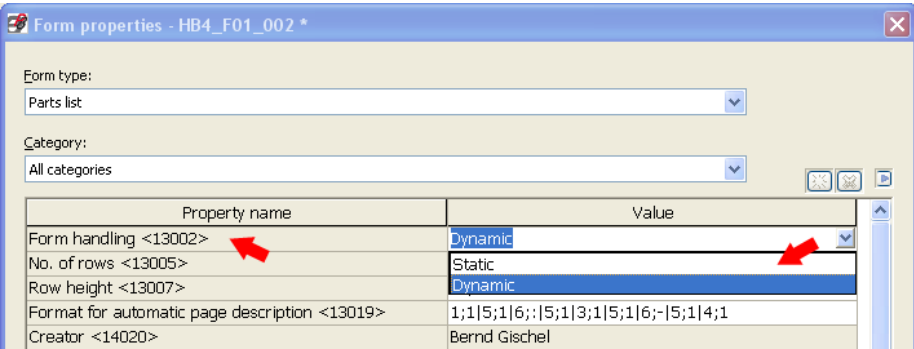 Form properties - HB4_F01_002 *
Form type:
Parts list
Category:
All categories
Property name Value
Form handling <13002> Dynamic
No. of rows <13005> Static
Row height <13007> Dynamic
Format for automatic page description <13019> 1;1|5;1|6;:|5;1|3;1|5;1|6;-|5;1|4;1
Creator <14020> Bernd Gischel